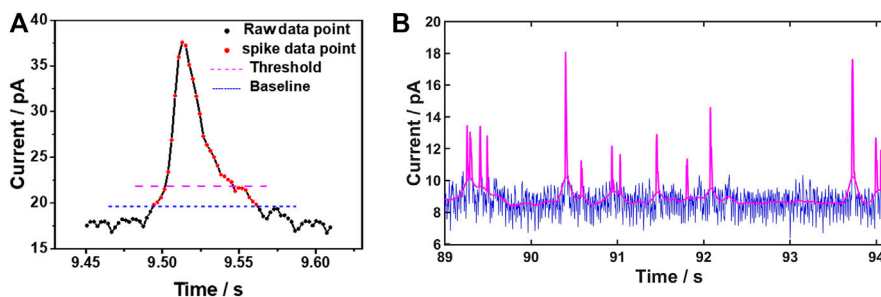 A
Current / pA
40
35
30
25
20
15
9.45
9.50
9.55
9.60
Time / s
Raw data point
spike data point
Threshold
Baseline
B
Current / pA
20
18
16
14
12
10
8
6
89
90
91
92
93
94
Time / s